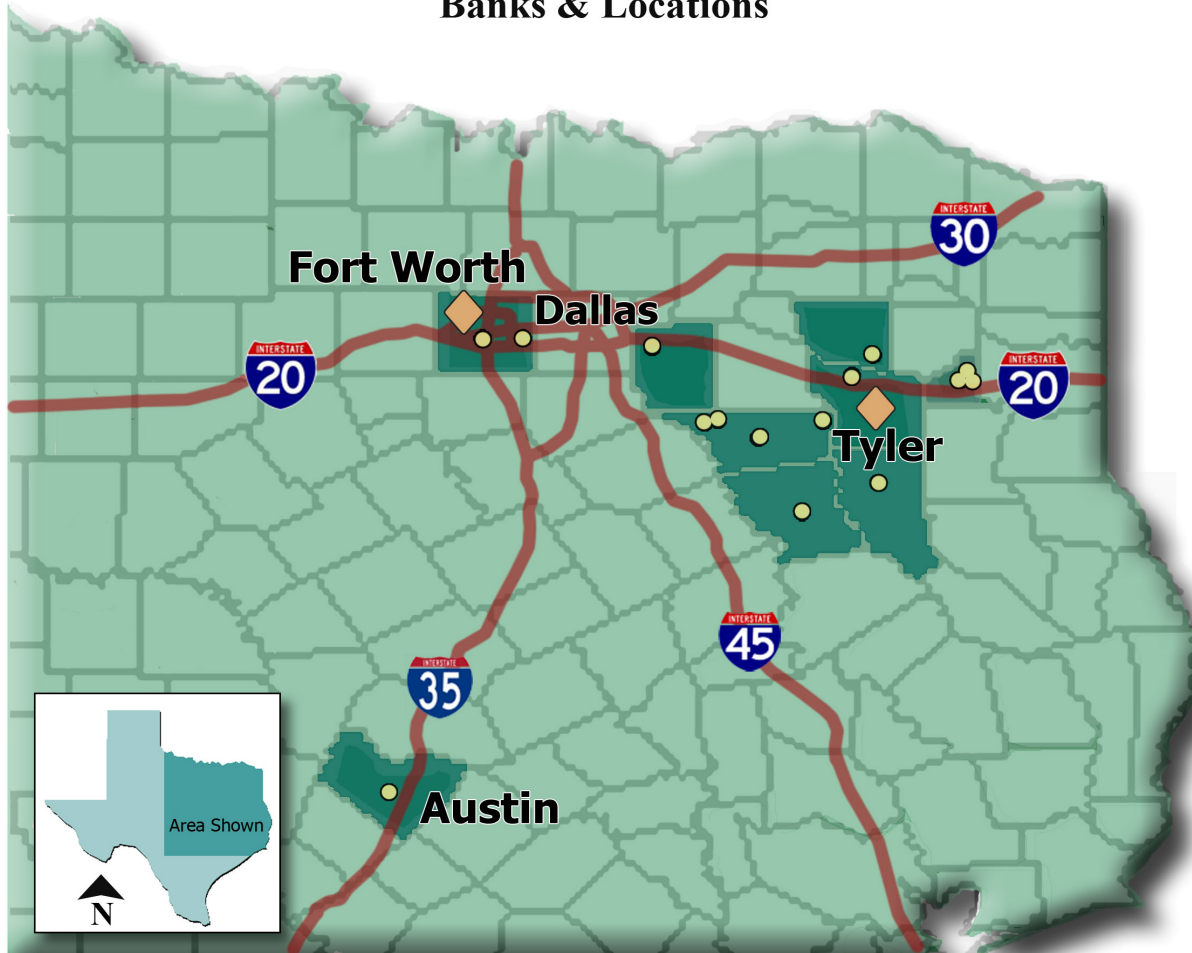 Banks & Locations
INTERSTATE
30
Fort Worth
Dallas
INTERSTATE
20
INTERSTATE
20
Tyler
INTERSTATE
45
INTERSTATE
35
Austin
Area Shown
N